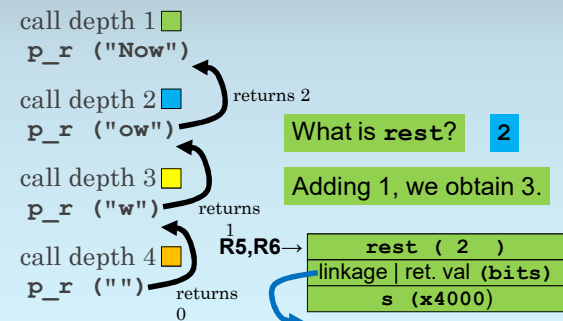 call depth 1
p_r ("Now")
returns 2
call depth 2
p_r ("ow")
What is rest? 2
call depth 3
p_r ("w")
returns
1
Adding 1, we obtain 3.
call depth 4
p_r ("")
returns
0
R5,R6→
rest ( 2 )
linkage | ret. val (bits)
s (x4000)